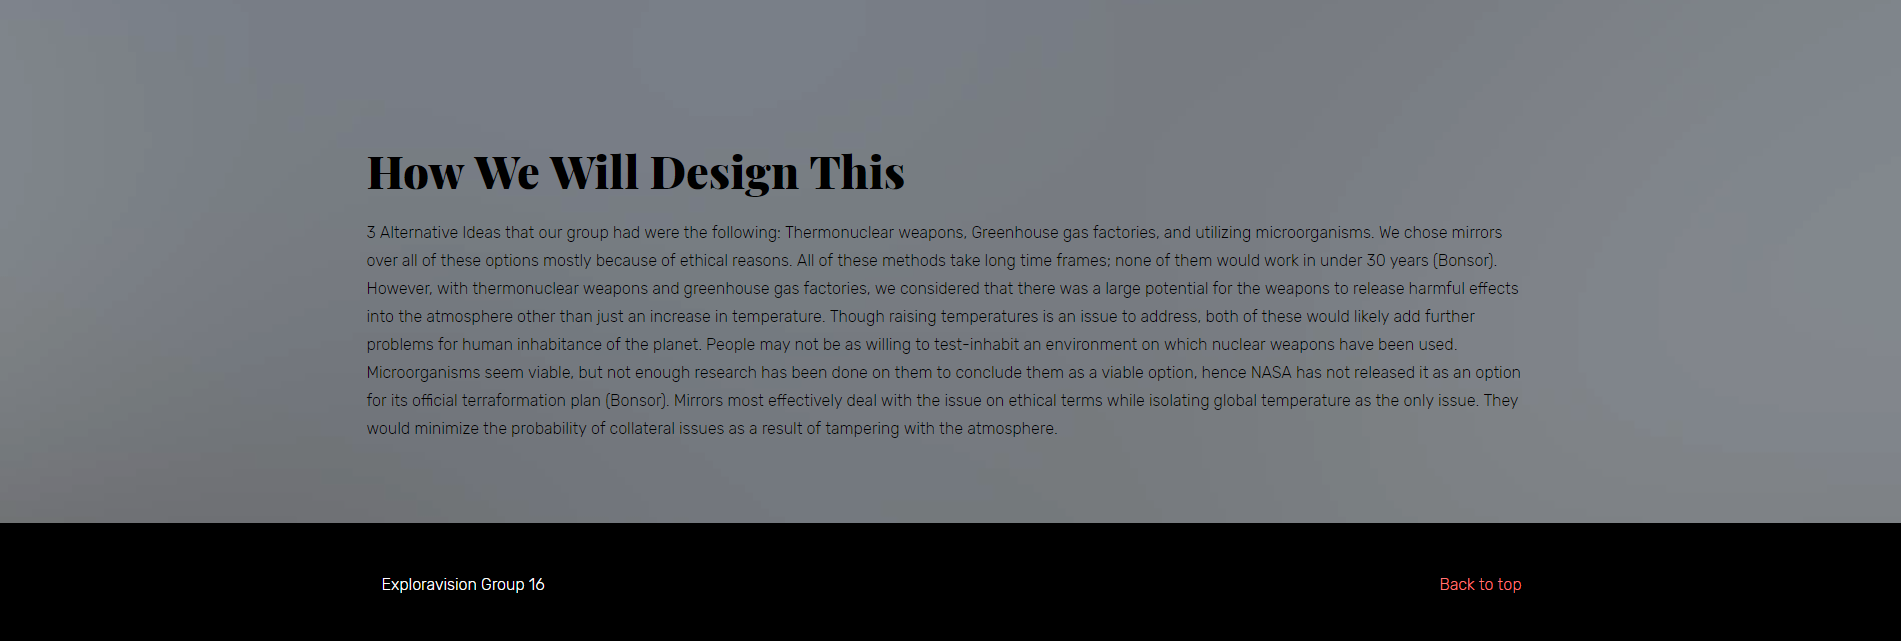 How We Will Design This
3 Alternative Ideas that our group had were the following: Thermonuclear weapons, Greenhouse gas factories, and utilizing microorganisms. We chose mirrors
over all of these options mostly because of ethical reasons. All of these methods take long time frames; none of them would work in under 30 years (Bonsor).
However, with thermonuclear weapons and greenhouse gas factories, we considered that there was a large potential for the weapons to release harmful effects
into the atmosphere other than just an increase in temperature. Though raising temperatures is an issue to address, both of these would likely add further
problems for human inhabitance of the planet. People may not be as willing to test-inhabit an environment on which nuclear weapons have been used.
Microorganisms seem viable, but not enough research has been done on them to conclude them as a viable option, hence NASA has not released it as an option
for its official terraformation plan (Bonsor). Mirrors most effectively deal with the issue on ethical terms while isolating global temperature as the only issue. They
would minimize the probability of collateral issues as a result of tampering with the atmosphere.
Exploravision Group 16
Back to top